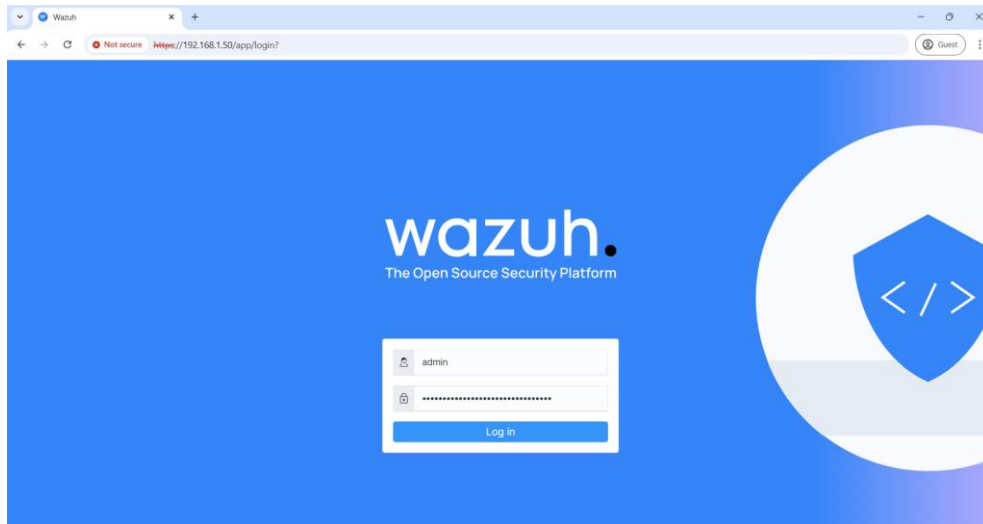 Wazuh
Not secure https://192.168.1.50/app/login?
Guest
wazuh.
The Open Source Security Platform
admin
••••••••••••••••••••••••••••••••
Log in
</>